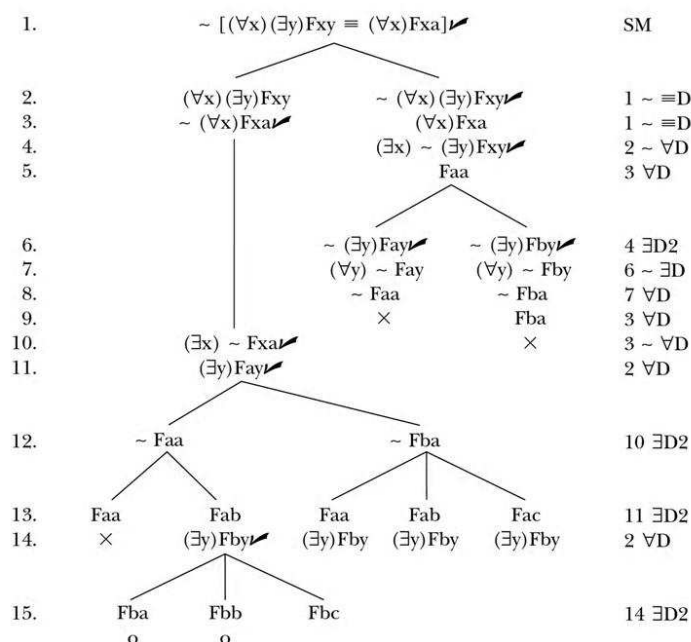 1. ~ [(∀x)(∃y)Fxy ≡ (∀x)Fxa]✔ SM
2. (∀x)(∃y)Fxy ~ (∀x)(∃y)Fxy✔ 1 ~ ≡D
3. ~ (∀x)Fxa✔ (∀x)Fxa 1 ~ ≡D
4. (∃x) ~ (∃y)Fxy✔ 2 ~ ∀D
5. Faa 3 ∀D
6. ~ (∃y)Fay✔ ~ (∃y)Fby✔ 4 ∃D2
7. (∀y) ~ Fay (∀y) ~ Fby 6 ~ ∃D
8. ~ Faa ~ Fba 7 ∀D
9. × Fba 3 ∀D
10. (∃x) ~ Fxa✔ × 3 ~ ∀D
11. (∃y)Fay✔ 2 ∀D
12. ~ Faa ~ Fba 10 ∃D2
13. Faa Fab Faa Fab Fac 11 ∃D2
14. × (∃y)Fby✔ (∃y)Fby (∃y)Fby (∃y)Fby 2 ∀D
15. Fba Fbb Fbc 14 ∃D2
o o